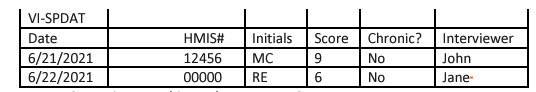 VI-SPDAT
Date HMIS# Initials Score Chronic? Interviewer
6/21/2021 12456 MC 9 No John
6/22/2021 00000 RE 6 No Jane-